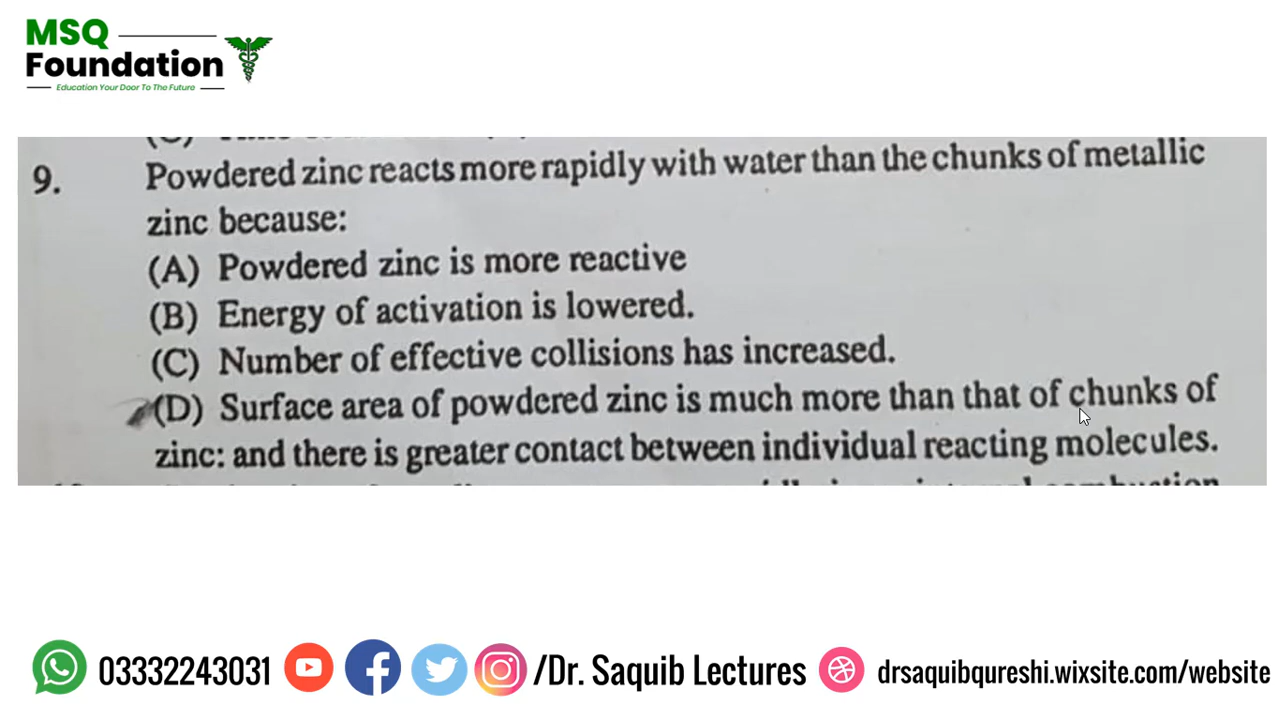 MSQ
Foundation
Education Your Door To The Future
9. Powdered zinc reacts more rapidly with water than the chunks of metallic
zinc because:
(A) Powdered zinc is more reactive
(B) Energy of activation is lowered.
(C) Number of effective collisions has increased.
(D) Surface area of powdered zinc is much more than that of chunks of
zinc: and there is greater contact between individual reacting molecules.
03332243031 /Dr. Saquib Lectures drsaquibqureshi.wixsite.com/website